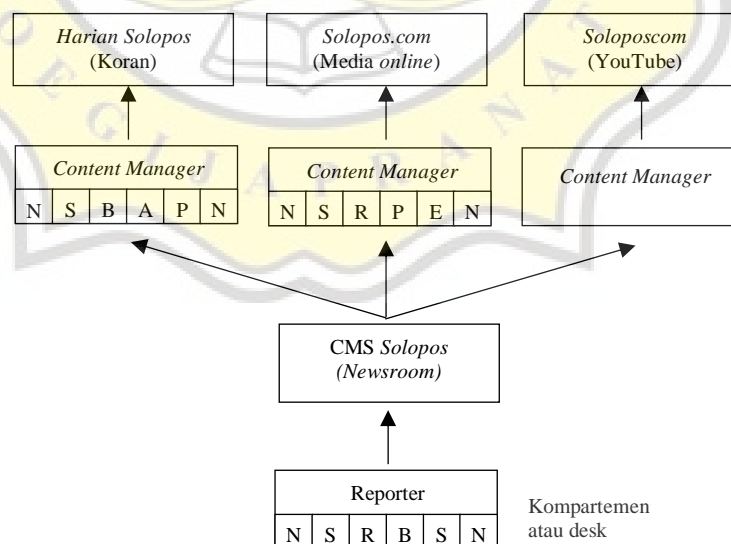 Harian Solopos
(Koran)
Solopos.com
(Media online)
Soloposcom
(YouTube)
Content Manager
N S B A P N
Content Manager
N S R P E N
Content Manager
CMS Solopos
(Newsroom)
Reporter
N S R B S N
Kompartemen
atau desk
OEGIJAPRANAT